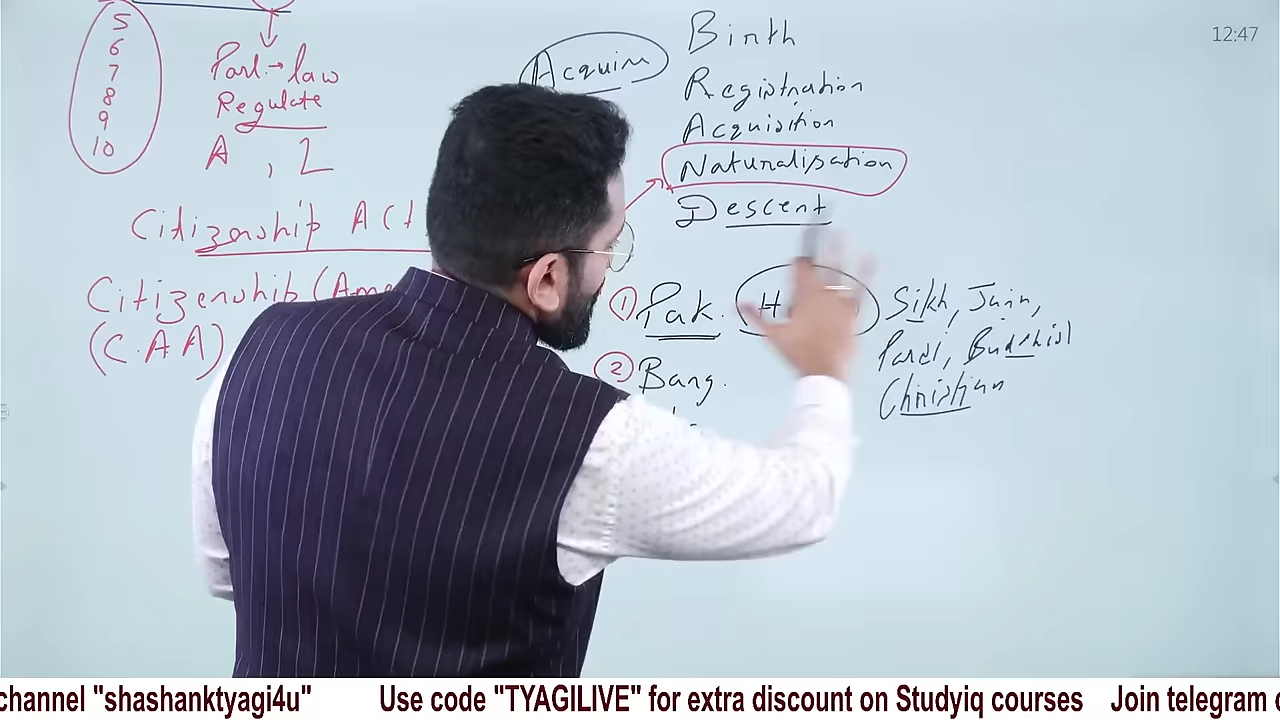 12:47
5
6
7
8
9
10
Parl. → law
Regulate
A, 2
Citizenship Act
Citizenship (Ame
(C.A.A)
Acquire
Birth
Registration
Acquisition
Naturalisation
Descent
① Pak. H Sikh, Jain,
Parsi, Buddhist
Christian
② Bang.
channel "shashanktyagi4u" Use code "TYAGILIVE" for extra discount on Studyiq courses Join telegram